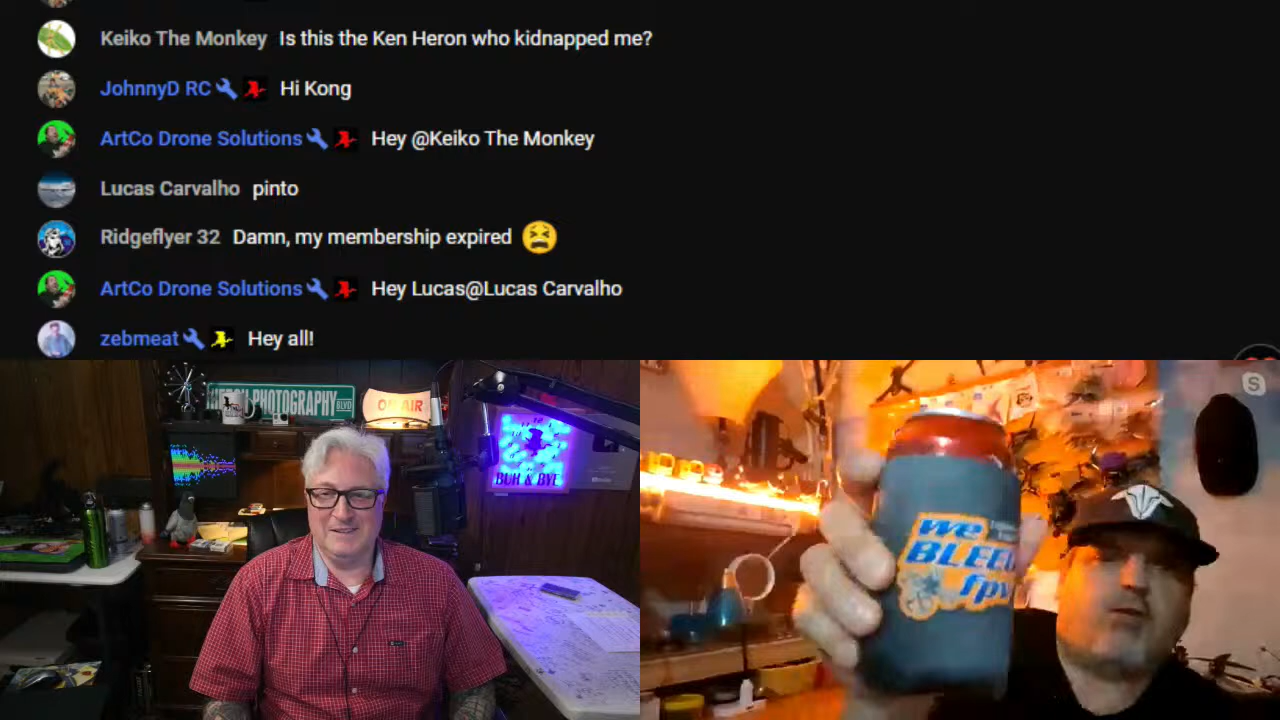 Keiko The Monkey Is this the Ken Heron who kidnapped me?
JohnnyD RC Hi Kong
ArtCo Drone Solutions Hey @Keiko The Monkey
Lucas Carvalho pinto
Ridgeflyer 32 Damn, my membership expired
ArtCo Drone Solutions Hey Lucas@Lucas Carvalho
zebmeat Hey all!
PHOTOGRAPHY BLVD
ON AIR
BUH & BYE
S
we
BLEED
fpv